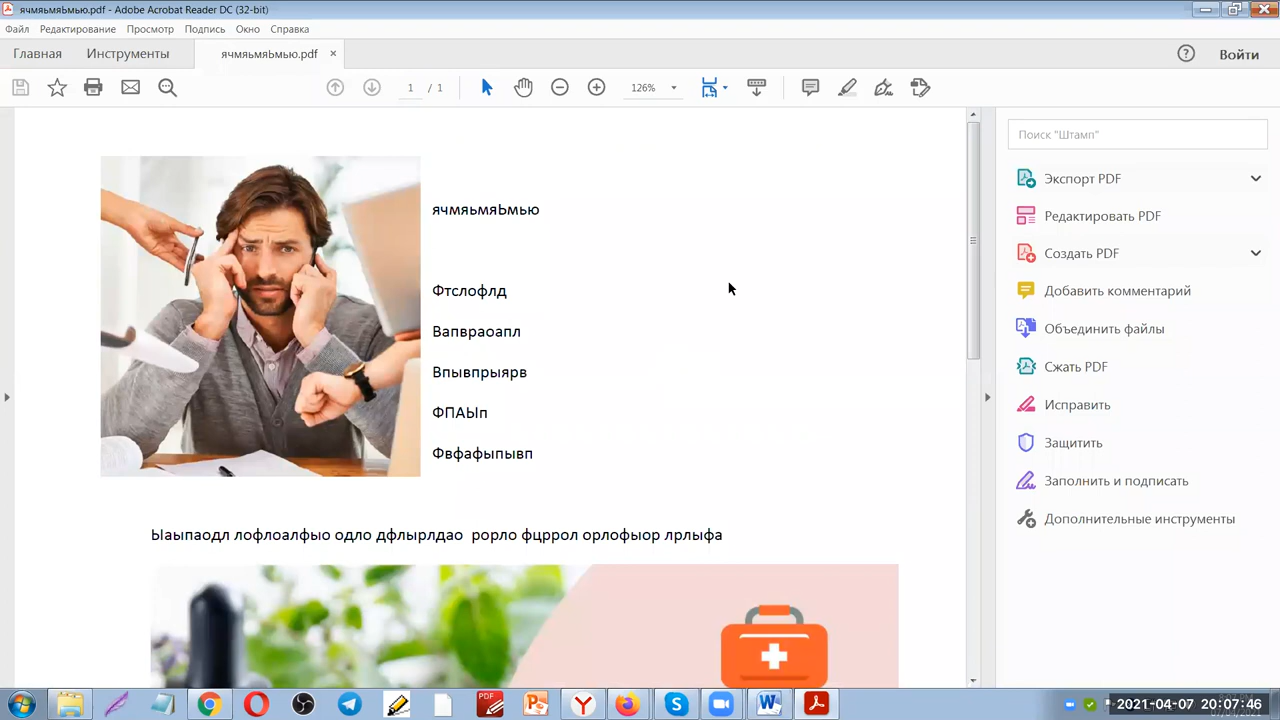 ячмяьмяЬмью.pdf - Adobe Acrobat Reader DC (32-bit)
Файл Редактирование Просмотр Подпись Окно Справка
Главная Инструменты ячмяьмяЬмью.pdf × Войти
1 / 1 126%
Поиск "Штамп"
Экспорт PDF
Редактировать PDF
Создать PDF
Добавить комментарий
Объединить файлы
Сжать PDF
Исправить
Защитить
Заполнить и подписать
Дополнительные инструменты
ячмяьмяЬмью
Фтслофлд
Вапвраоапл
Впывпрыярв
ФПАЫп
Фвфафыпывп
Ыаыпаодл лофлоалфыо одло дфлырлдао рорло фцррол орлофыор лрлыфа
2021-04-07 20:07:46